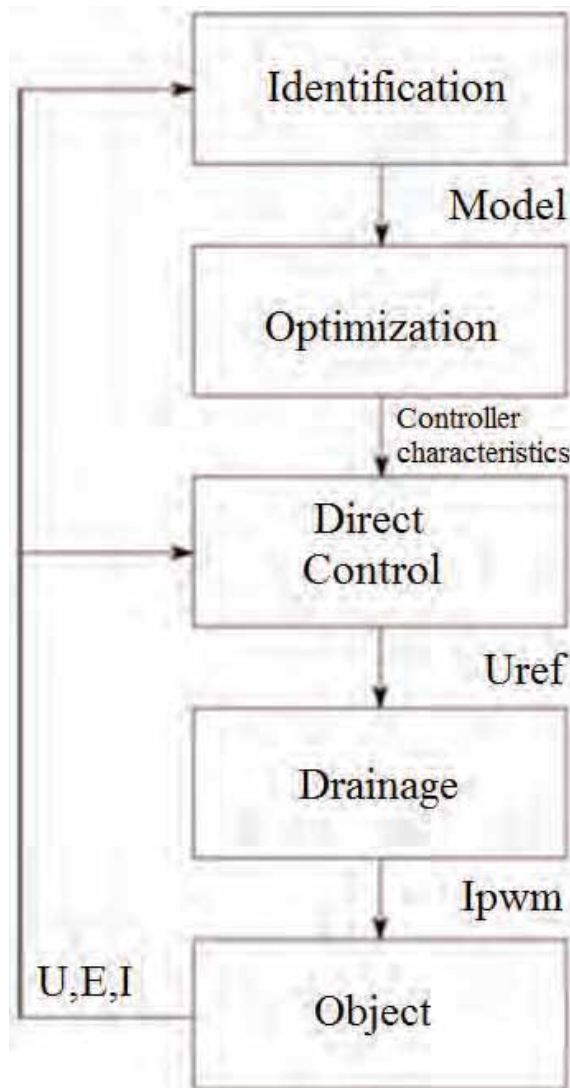 Identification
Model
Optimization
Controller
characteristics
Direct
Control
Uref
Drainage
Ipwm
U,E,I
Object